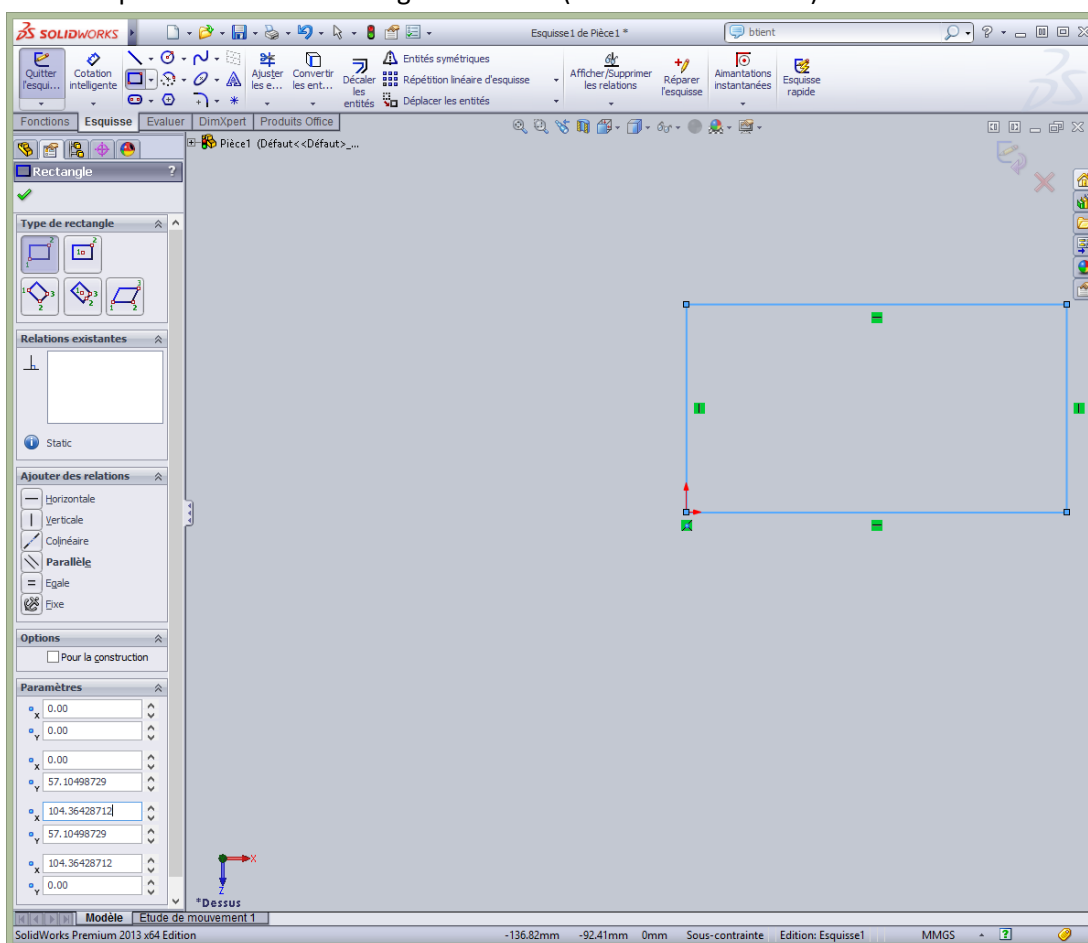 SOLIDWORKS
Esquisse1 de Pièce1 *
btient
Quitter l'esqui...
Cotation intelligente
Ajuster les e...
Convertir les ent...
Décaler les entités
Entités symétriques
Répétition linéaire d'esquisse
Déplacer les entités
Afficher/Supprimer les relations
Réparer l'esquisse
Aimantations instantanées
Esquisse rapide
Fonctions Esquisse Evaluer DimXpert Produits Office
Pièce1 (Défaut<<Défaut>_...
Rectangle ?
Type de rectangle
Relations existantes
Static
Ajouter des relations
Horizontale
Verticale
Colinéaire
Parallèle
Egale
Fixe
Options
Pour la construction
Paramètres
X 0.00
Y 0.00
X 0.00
Y 57.10498729
X 104.36428712
Y 57.10498729
X 104.36428712
Y 0.00
X
Z
*Dessus
Modèle Etude de mouvement 1
SolidWorks Premium 2013 x64 Edition -136.82mm -92.41mm 0mm Sous-contrainte Edition: Esquisse1 MMGS